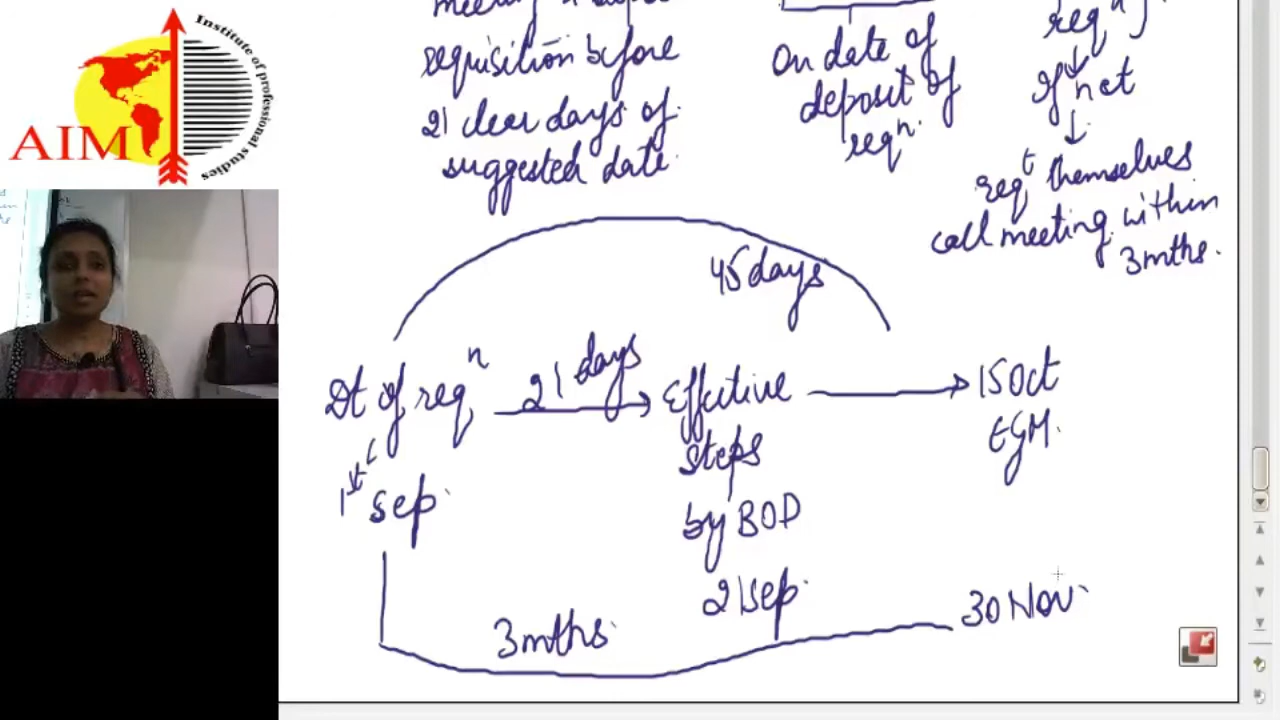 AIM
Institute of professional studies
requisition before
21 clear days of
suggested date.
On date of
deposit of
reqⁿ.
reqⁿ
If not
reqᵗ themselves
call meeting within
3mths.
45 days
Dt of reqⁿ
21 days
Effective
steps
by BOD
21 sep.
15 Oct
EGM.
1st sep.
3mths.
30 Nov.